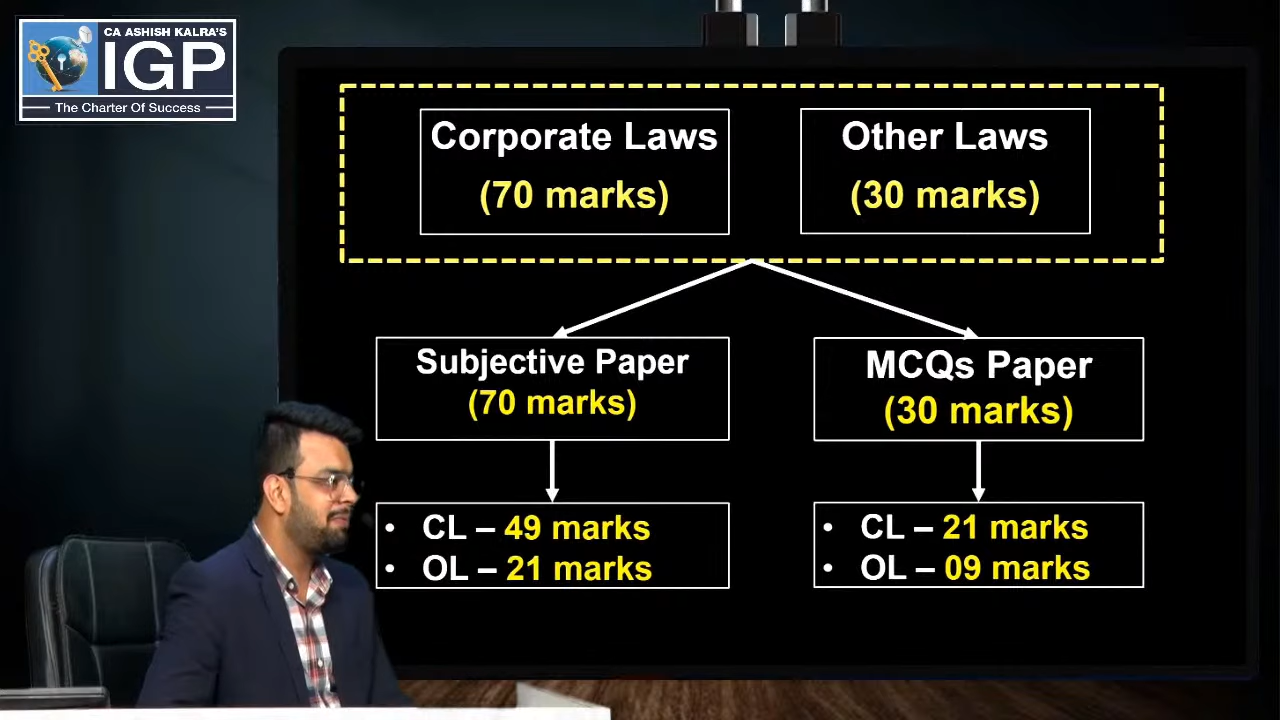 CA ASHISH KALRA'S
IGP
The Charter Of Success
Corporate Laws
(70 marks)
Other Laws
(30 marks)
Subjective Paper
(70 marks)
MCQs Paper
(30 marks)
• CL – 49 marks
• OL – 21 marks
• CL – 21 marks
• OL – 09 marks